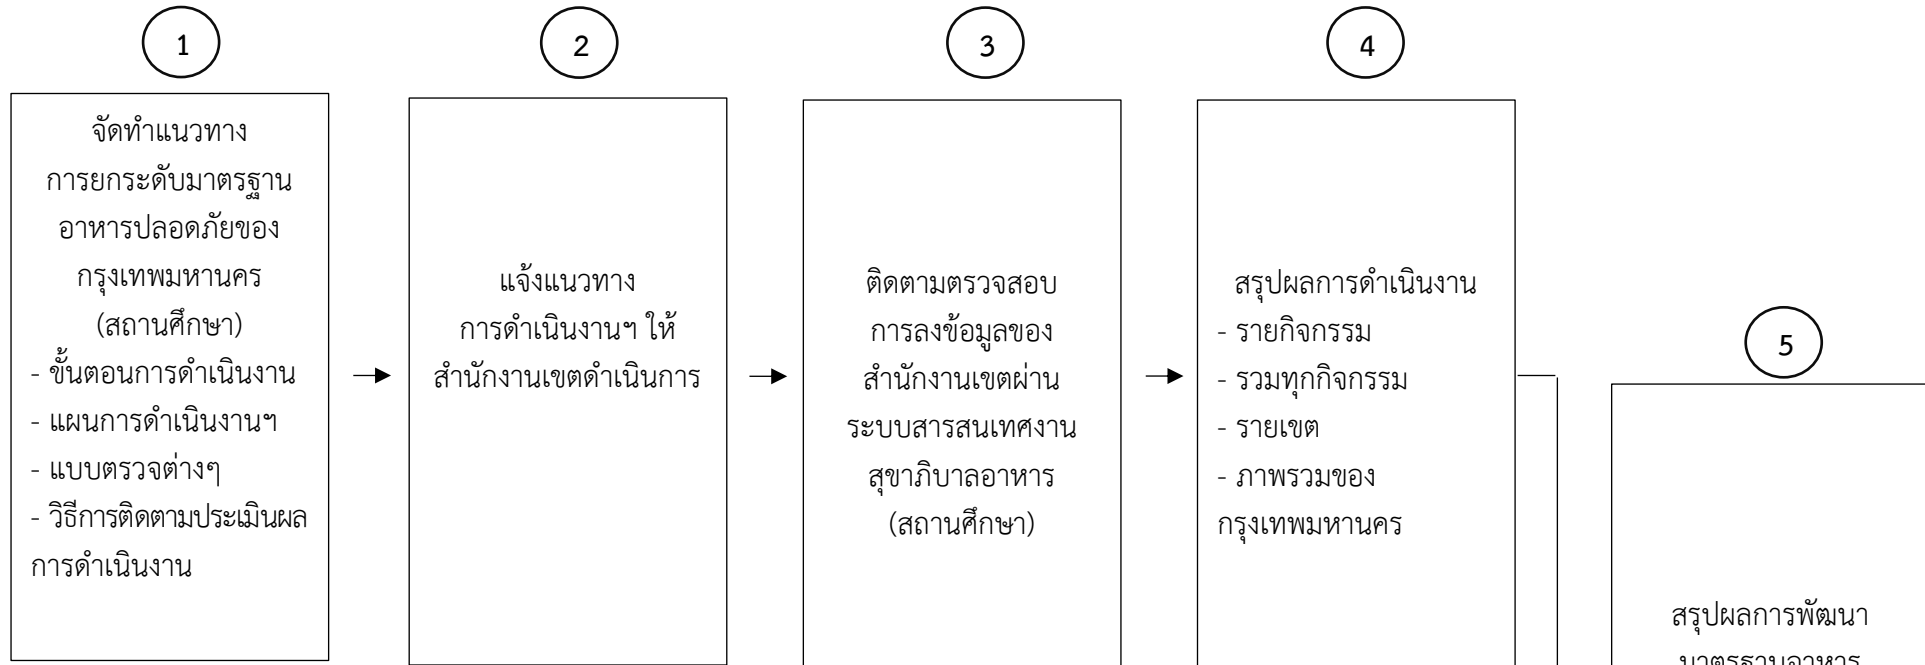 1
จัดทำแนวทาง
การยกระดับมาตรฐาน
อาหารปลอดภัยของ
กรุงเทพมหานคร
(สถานศึกษา)
- ขั้นตอนการดำเนินงาน
- แผนการดำเนินงานฯ
- แบบตรวจต่างๆ
- วิธีการติดตามประเมินผล
การดำเนินงาน
2
แจ้งแนวทาง
การดำเนินงานฯ ให้
สำนักงานเขตดำเนินการ
3
ติดตามตรวจสอบ
การลงข้อมูลของ
สำนักงานเขตผ่าน
ระบบสารสนเทศงาน
สุขาภิบาลอาหาร
(สถานศึกษา)
4
สรุปผลการดำเนินงาน
- รายกิจกรรม
- รวมทุกกิจกรรม
- รายเขต
- ภาพรวมของ
กรุงเทพมหานคร
5
สรุปผลการพัฒนา
มาตรฐานอาหาร